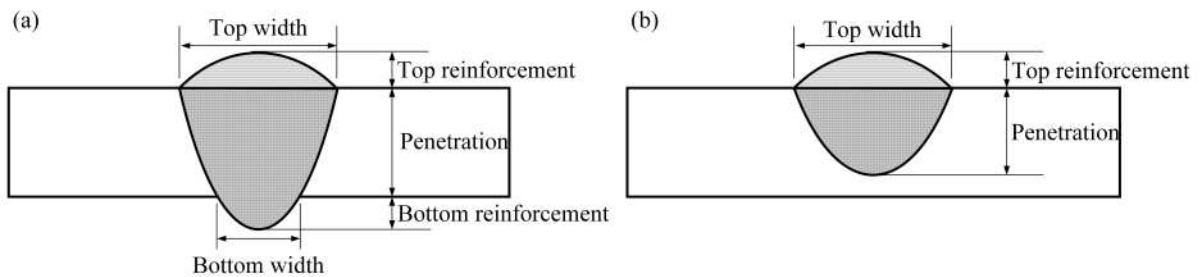 (a)
Top width
Top reinforcement
Penetration
Bottom reinforcement
Bottom width
(b)
Top width
Top reinforcement
Penetration